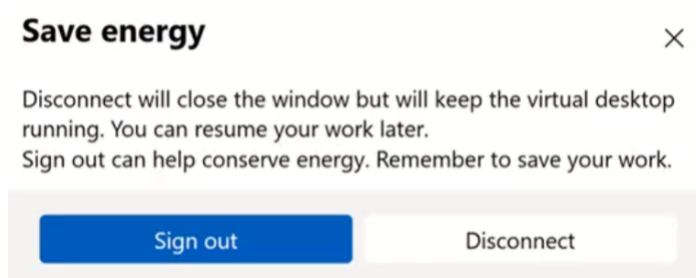 Save energy
Disconnect will close the window but will keep the virtual desktop
running. You can resume your work later.
Sign out can help conserve energy. Remember to save your work.
Sign out
Disconnect